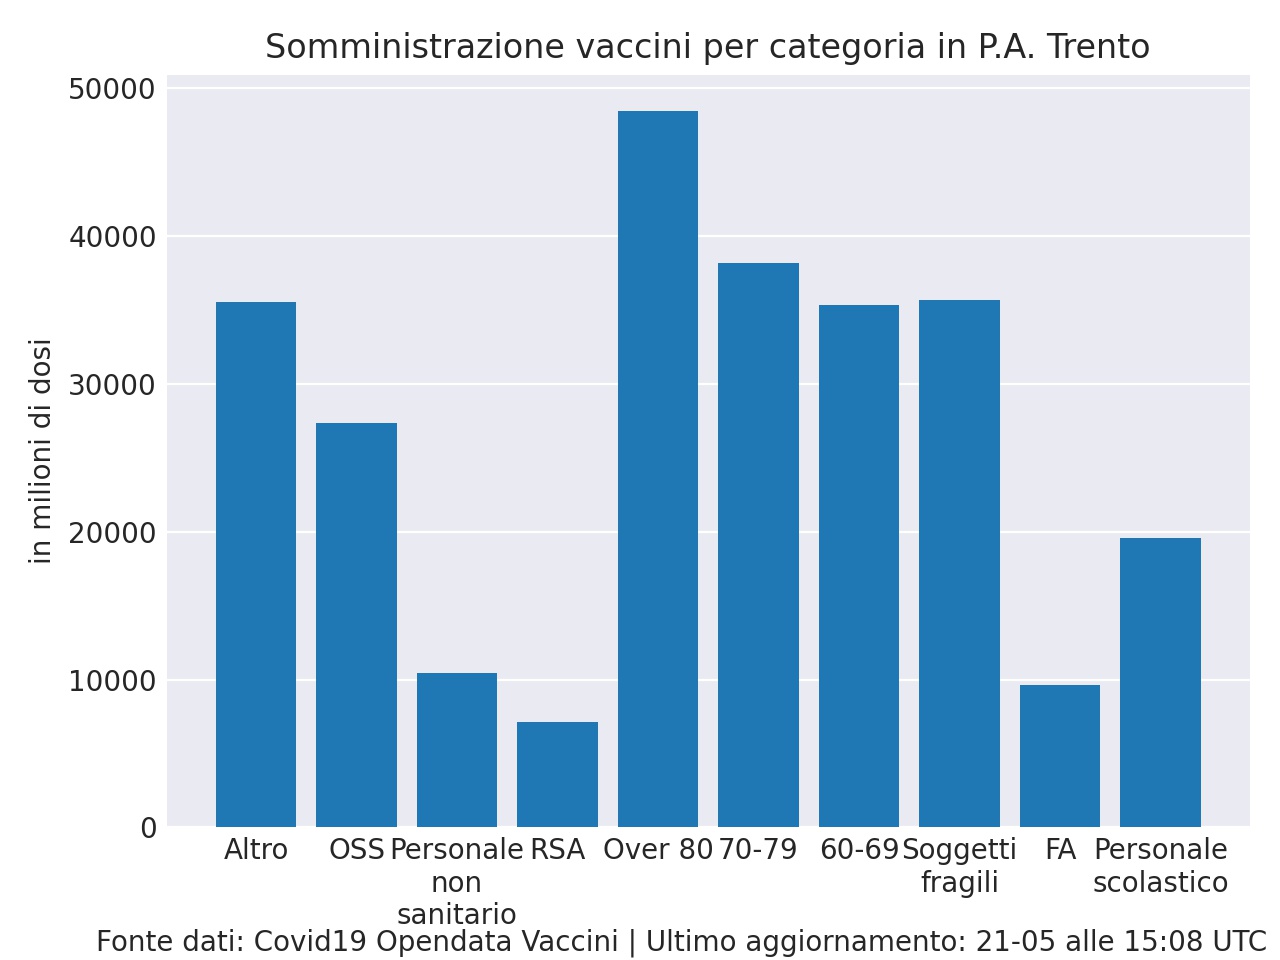 Somministrazione vaccini per categoria in P.A. Trento
50000
40000
30000
20000
10000
0
in milioni di dosi
Altro
OSS
Personale
non
sanitario
RSA
Over 80
70-79
60-69
Soggetti
fragili
FA
Personale
scolastico
Fonte dati: Covid19 Opendata Vaccini | Ultimo aggiornamento: 21-05 alle 15:08 UTC